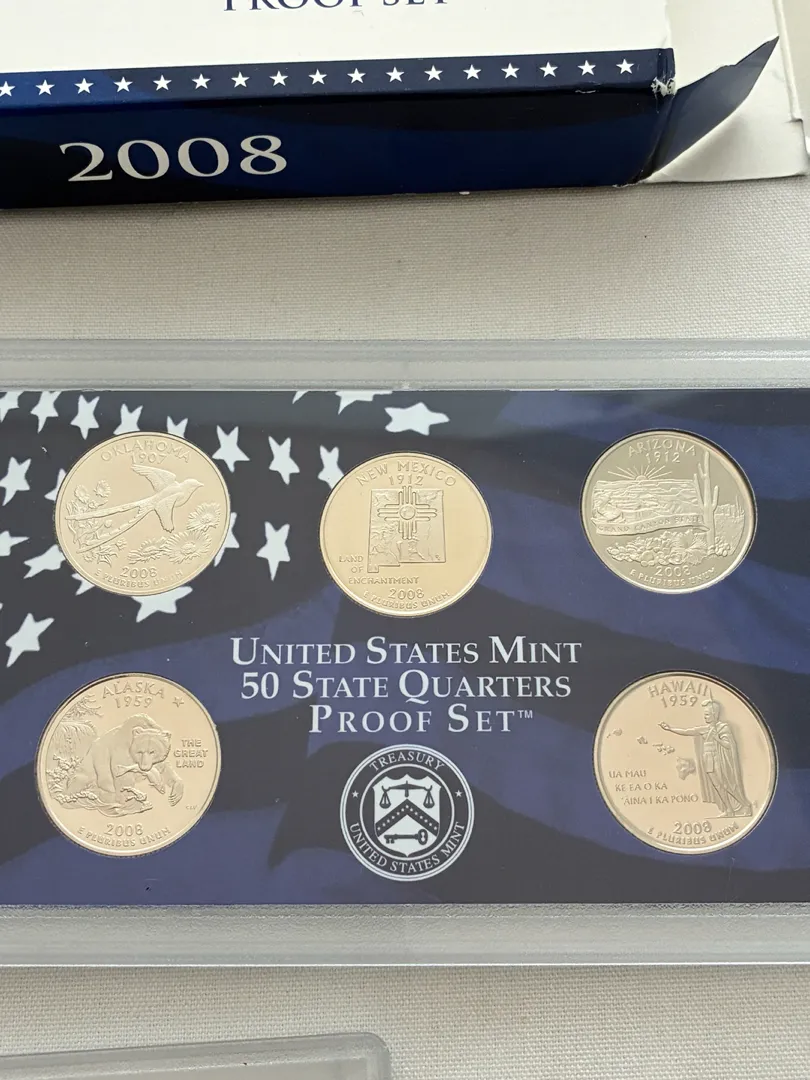 PROOF SET
2008
OKLAHOMA
1907
2008
E PLURIBUS UNUM
NEW MEXICO
1912
LAND
OF
ENCHANTMENT
2008
E PLURIBUS UNUM
ARIZONA
1912
GRAND CANYON STATE
2008
E PLURIBUS UNUM
UNITED STATES MINT
50 STATE QUARTERS
PROOF SET™
ALASKA
1959
THE
GREAT
LAND
2008
E PLURIBUS UNUM
TREASURY
UNITED STATES MINT
HAWAII
1959
UA MAU
KE EA O KA
ʻĀINA I KA PONO
2008
E PLURIBUS UNUM